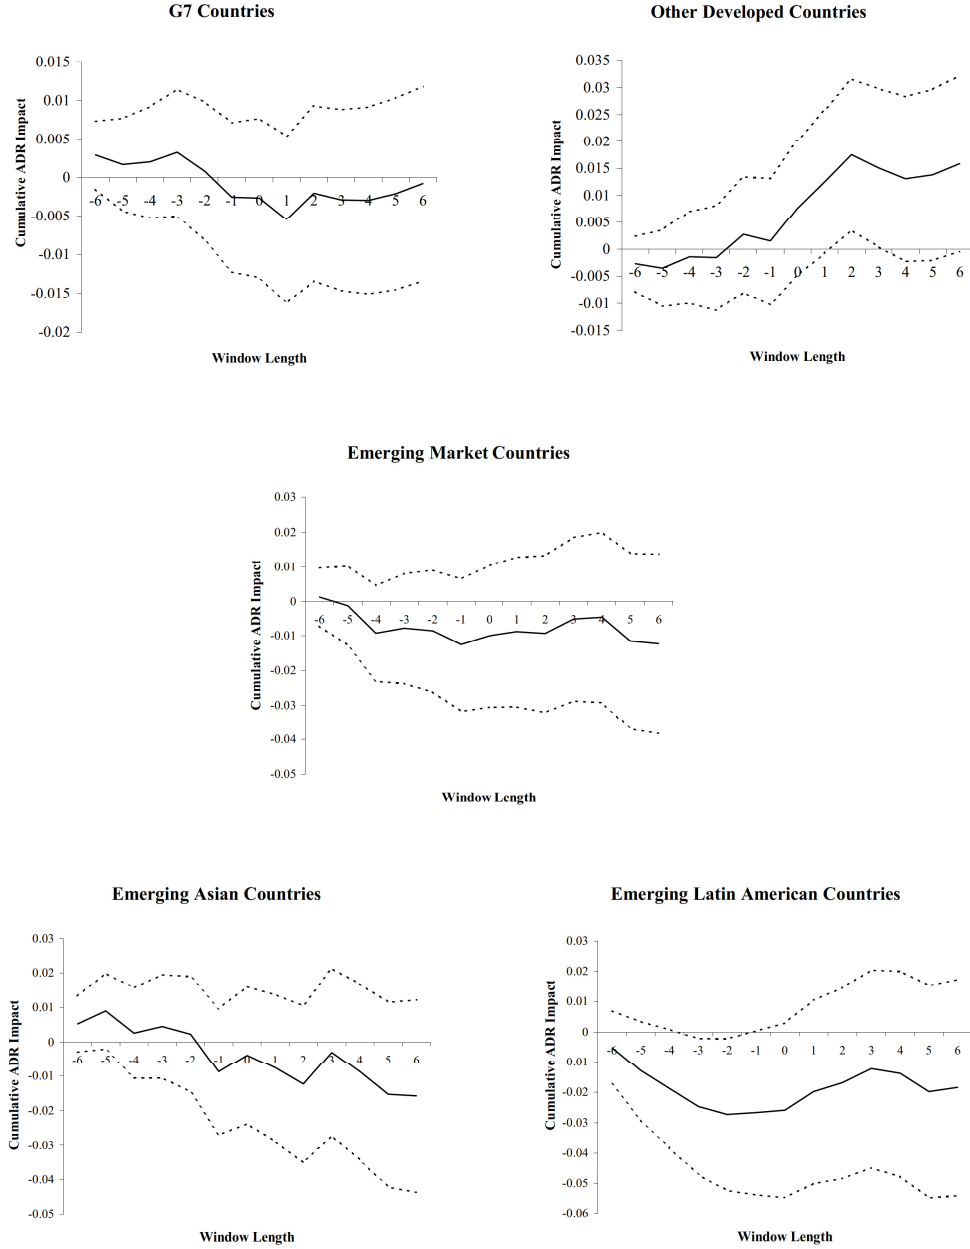 G7 Countries
0.015
0.01
0.005
0
-0.005
-0.01
-0.015
-0.02
-6 -5 -4 -3 -2 -1 0 1 2 3 4 5 6
Cumulative ADR Impact
Window Length
Other Developed Countries
0.035
0.03
0.025
0.02
0.015
0.01
0.005
0
-0.005
-0.01
-0.015
-6 -5 -4 -3 -2 -1 0 1 2 3 4 5 6
Cumulative ADR Impact
Window Length
Emerging Market Countries
0.03
0.02
0.01
0
-0.01
-0.02
-0.03
-0.04
-0.05
-6 -5 -4 -3 -2 -1 0 1 2 3 4 5 6
Cumulative ADR Impact
Window Length
Emerging Asian Countries
0.03
0.02
0.01
0
-0.01
-0.02
-0.03
-0.04
-0.05
-6 -5 -4 -3 -2 -1 0 1 2 3 4 5 6
Cumulative ADR Impact
Window Length
Emerging Latin American Countries
0.03
0.02
0.01
0
-0.01
-0.02
-0.03
-0.04
-0.05
-0.06
-6 -5 -4 -3 -2 -1 0 1 2 3 4 5 6
Cumulative ADR Impact
Window Length